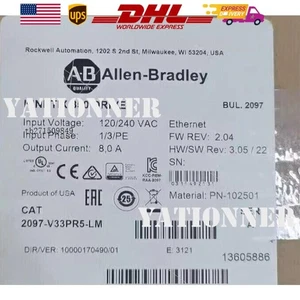 UPS
DHL
EXPRESS
Rockwell Automation, 1202 S 2nd St, Milwaukee, WI 53204, USA
AB
Allen-Bradley
YATIONNER
BUL. 2097
Input Voltage: 120/240 VAC
Ethernet
Input Phase: 1/3/PE
FW REV. 2.04
Output Current: 8,0 A
HW/SW Rev: 3.05 / 22
SN:
Product of USA
Material: PN-102501
CAT
2097-V33PR5-LM
YATIONNER
DIR/VER: 10000170490/01
E: 3121
13605886